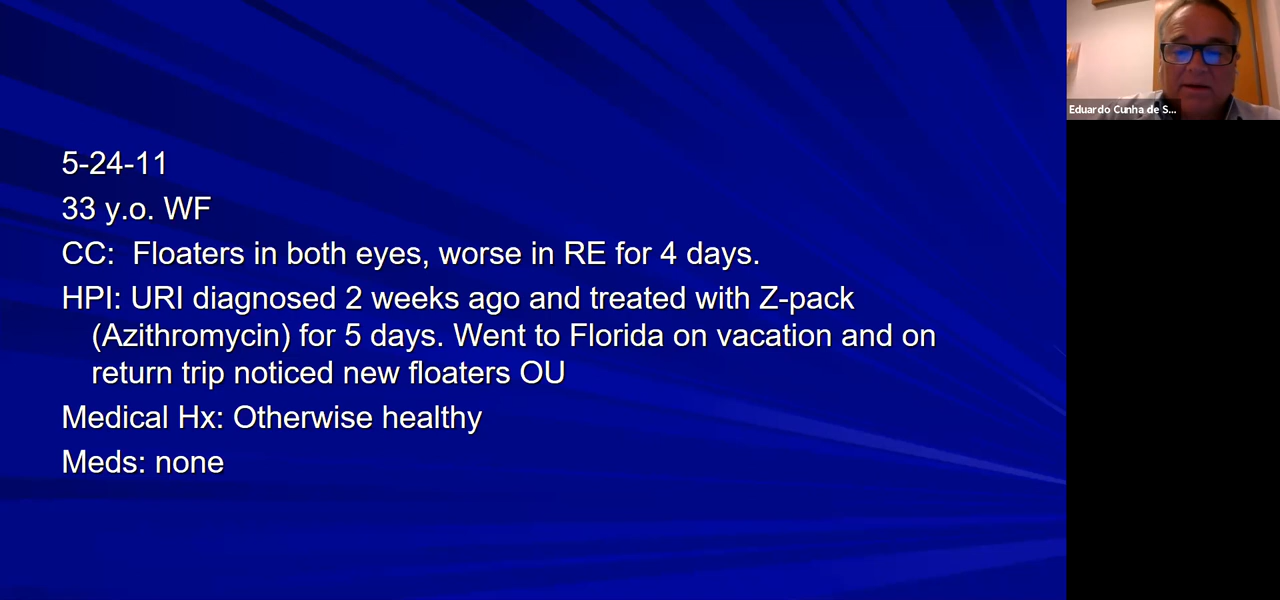 5-24-11
33 y.o. WF
CC:  Floaters in both eyes, worse in RE for 4 days.
HPI: URI diagnosed 2 weeks ago and treated with Z-pack
(Azithromycin) for 5 days. Went to Florida on vacation and on
return trip noticed new floaters OU
Medical Hx: Otherwise healthy
Meds: none
Eduardo Cunha de S...